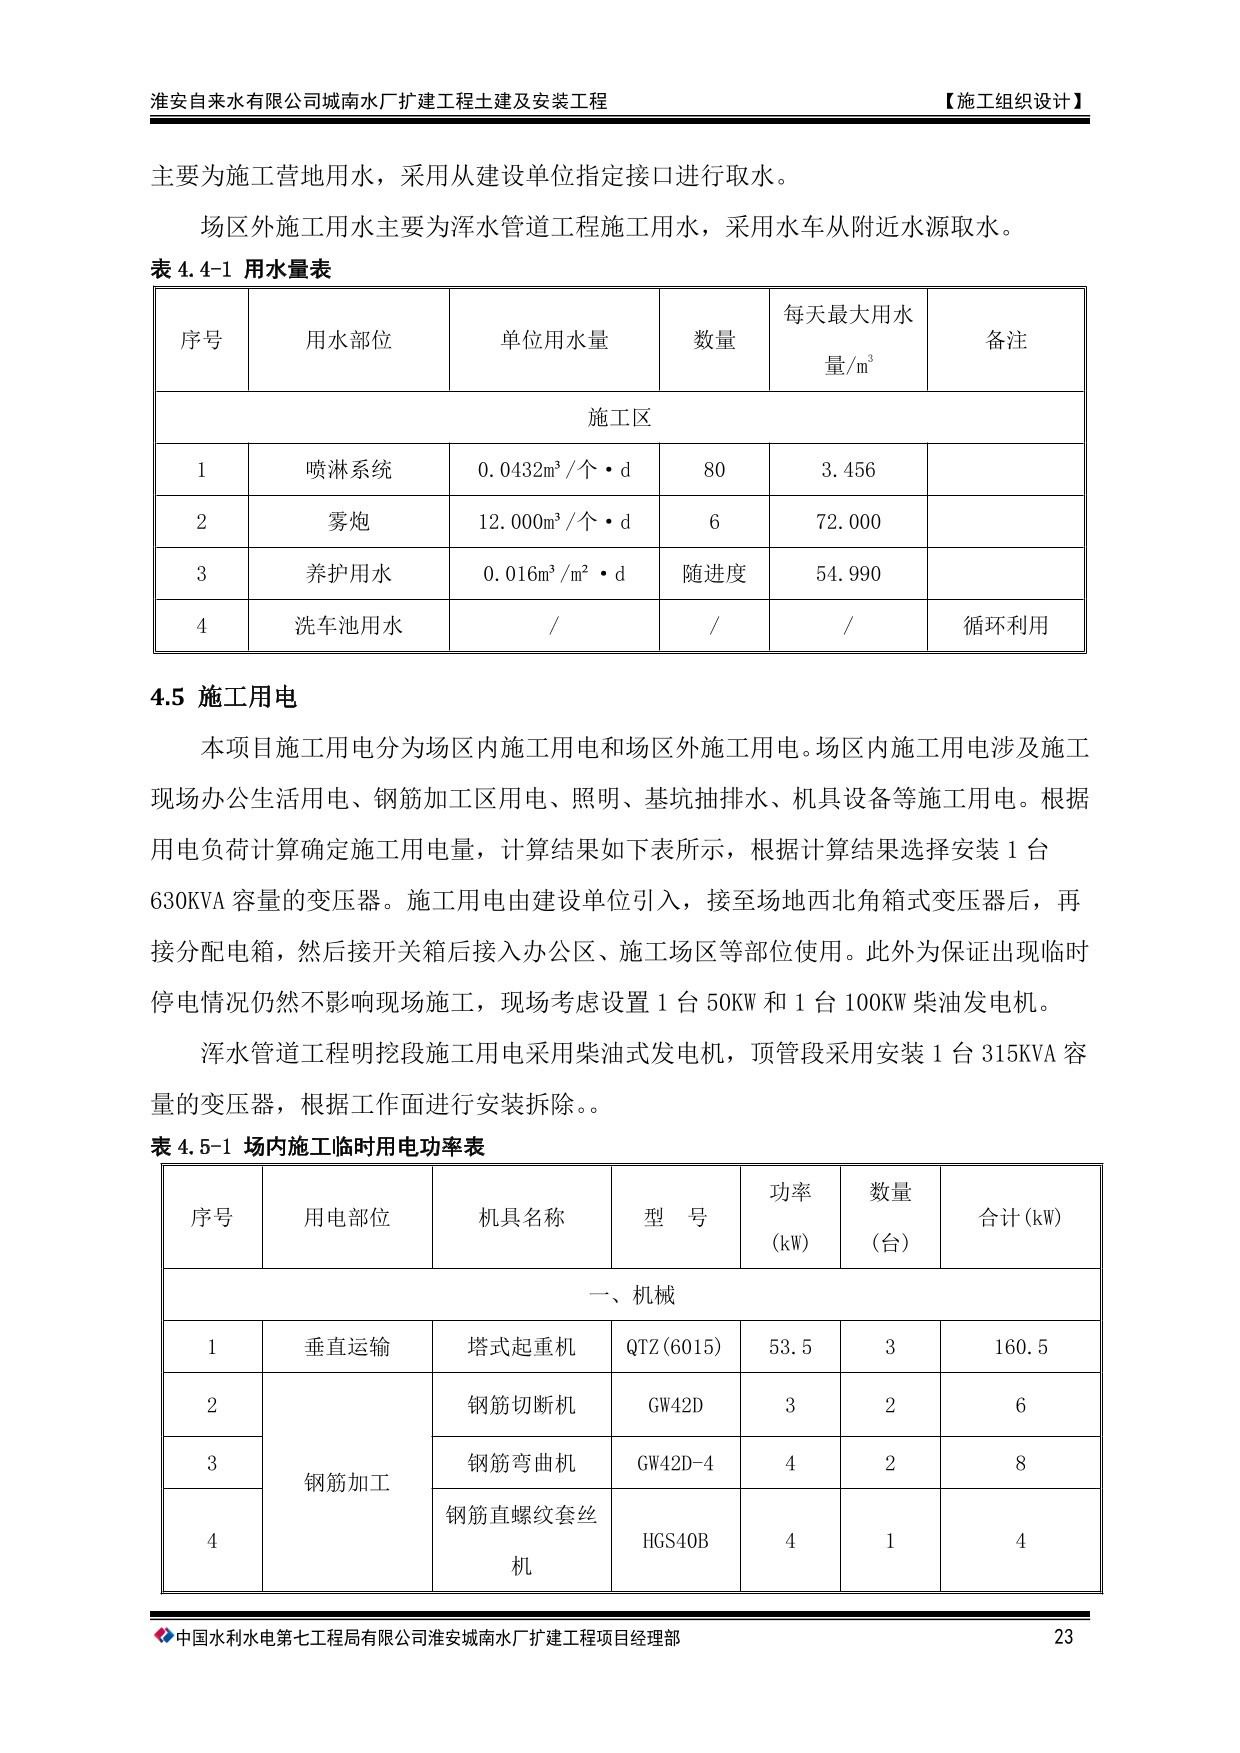 淮安自来水有限公司城南水厂扩建工程土建及安装工程 【施工组织设计】
主要为施工营地用水，采用从建设单位指定接口进行取水。
场区外施工用水主要为浑水管道工程施工用水，采用水车从附近水源取水。
表 4.4-1 用水量表
序号 用水部位 单位用水量 数量 每天最大用水 备注
量/m³
施工区
1 喷淋系统 0.0432m³/个·d 80 3.456
2 雾炮 12.000m³/个·d 6 72.000
3 养护用水 0.016m³/m²·d 随进度 54.990
4 洗车池用水 / / / 循环利用
4.5 施工用电
本项目施工用电分为场区内施工用电和场区外施工用电。场区内施工用电涉及施工
现场办公生活用电、钢筋加工区用电、照明、基坑抽排水、机具设备等施工用电。根据
用电负荷计算确定施工用电量，计算结果如下表所示，根据计算结果选择安装 1 台
630KVA 容量的变压器。施工用电由建设单位引入，接至场地西北角箱式变压器后，再
接分配电箱，然后接开关箱后接入办公区、施工场区等部位使用。此外为保证出现临时
停电情况仍然不影响现场施工，现场考虑设置 1 台 50KW 和 1 台 100KW 柴油发电机。
浑水管道工程明挖段施工用电采用柴油式发电机，顶管段采用安装 1 台 315KVA 容
量的变压器，根据工作面进行安装拆除。。
表 4.5-1 场内施工临时用电功率表
序号 用电部位 机具名称 型 号 功率 数量 合计(kW)
(kW) （台）
一、机械
1 垂直运输 塔式起重机 QTZ(6015) 53.5 3 160.5
2 钢筋加工 钢筋切断机 GW42D 3 2 6
3 钢筋弯曲机 GW42D-4 4 2 8
4 钢筋直螺纹套丝 HGS40B 4 1 4
机
中国水利水电第七工程局有限公司淮安城南水厂扩建工程项目经理部 23